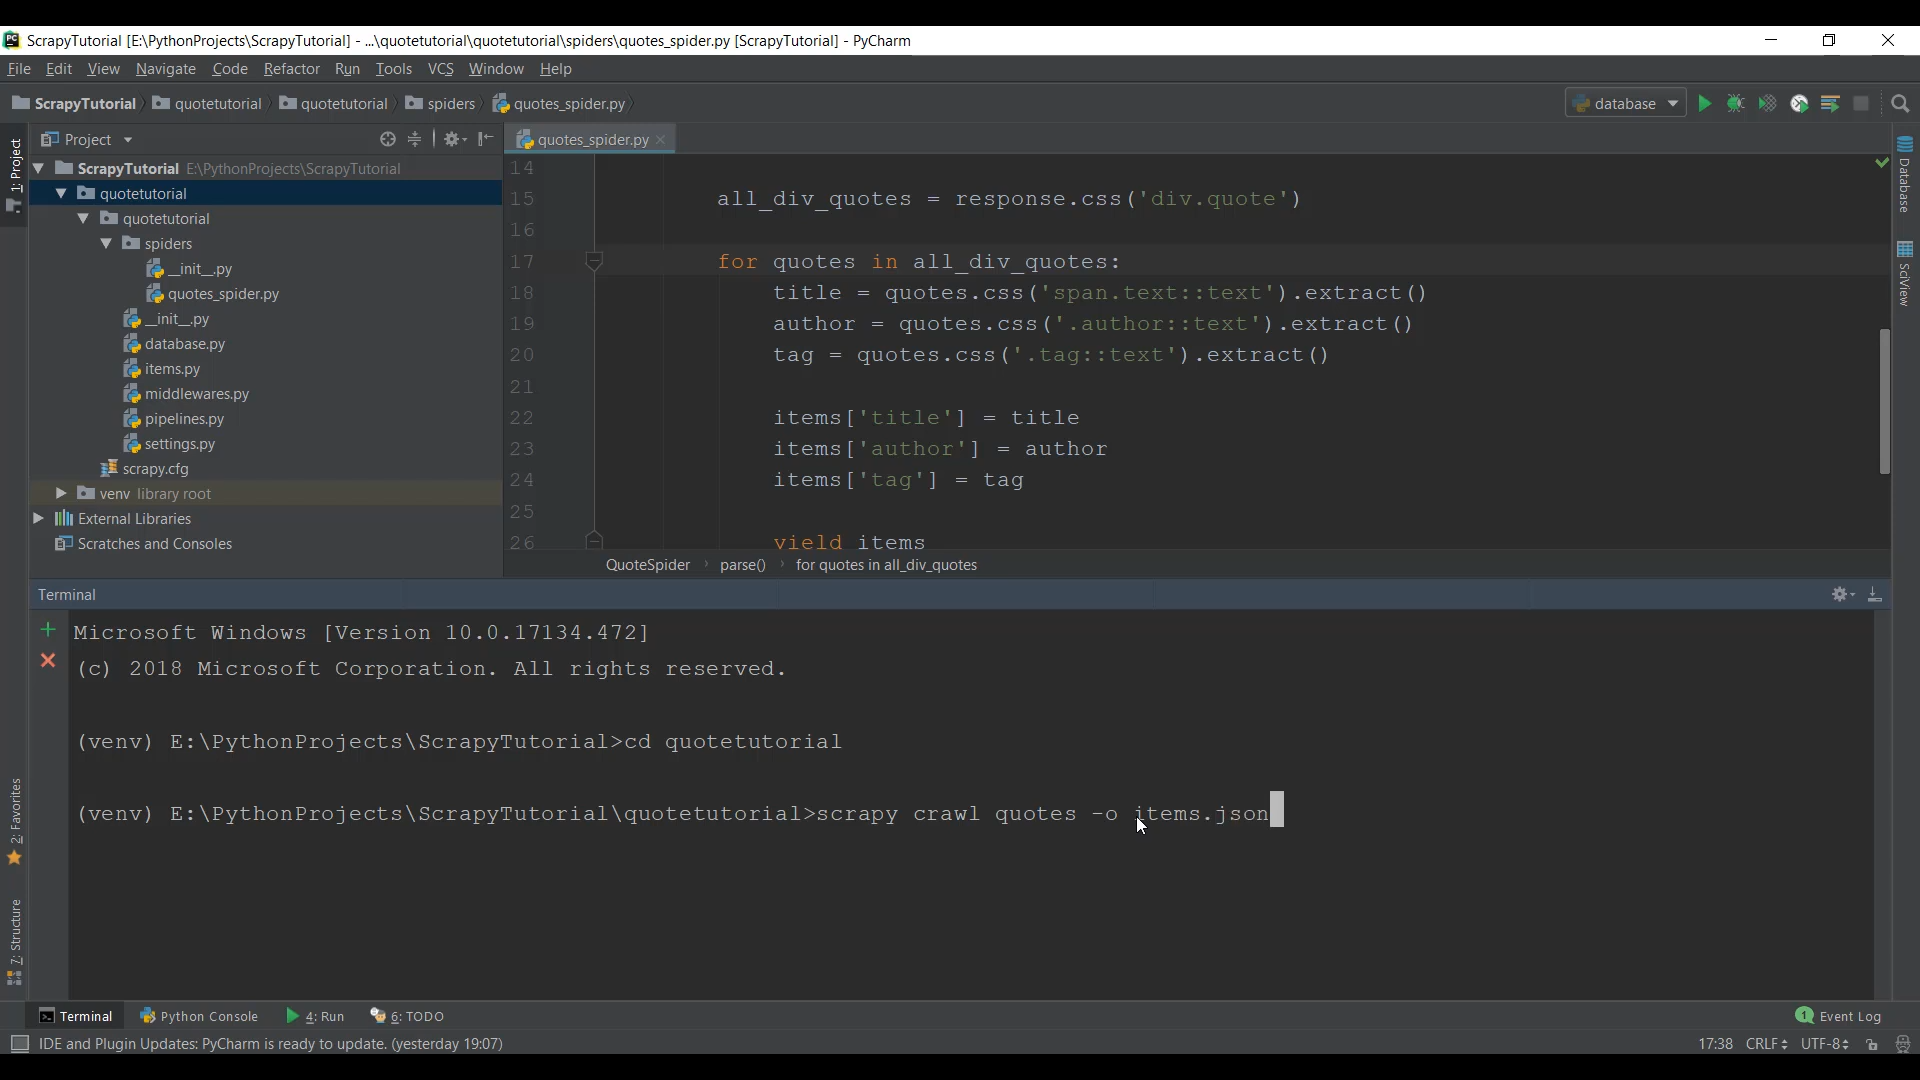 ScrapyTutorial [E:\PythonProjects\ScrapyTutorial] - ...\quotetutorial\quotetutorial\spiders\quotes_spider.py [ScrapyTutorial] - PyCharm
File Edit View Navigate Code Refactor Run Tools VCS Window Help
ScrapyTutorial quotetutorial quotetutorial spiders quotes_spider.py database
1: Project
Project
ScrapyTutorial E:\PythonProjects\ScrapyTutorial
quotetutorial
quotetutorial
spiders
__init__.py
quotes_spider.py
__init__.py
database.py
items.py
middlewares.py
pipelines.py
settings.py
scrapy.cfg
venv library root
External Libraries
Scratches and Consoles
quotes_spider.py
14
15 all_div_quotes = response.css('div.quote')
16
17 for quotes in all_div_quotes:
18 title = quotes.css('span.text::text').extract()
19 author = quotes.css('.author::text').extract()
20 tag = quotes.css('.tag::text').extract()
21
22 items['title'] = title
23 items['author'] = author
24 items['tag'] = tag
25
26 yield items
QuoteSpider parse() for quotes in all_div_quotes
Database
SciView
Terminal
Microsoft Windows [Version 10.0.17134.472]
(c) 2018 Microsoft Corporation. All rights reserved.
(venv) E:\PythonProjects\ScrapyTutorial>cd quotetutorial
(venv) E:\PythonProjects\ScrapyTutorial\quotetutorial>scrapy crawl quotes -o items.json
2: Favorites
7: Structure
Terminal Python Console 4: Run 6: TODO 1 Event Log
IDE and Plugin Updates: PyCharm is ready to update. (yesterday 19:07) 17:38 CRLF UTF-8